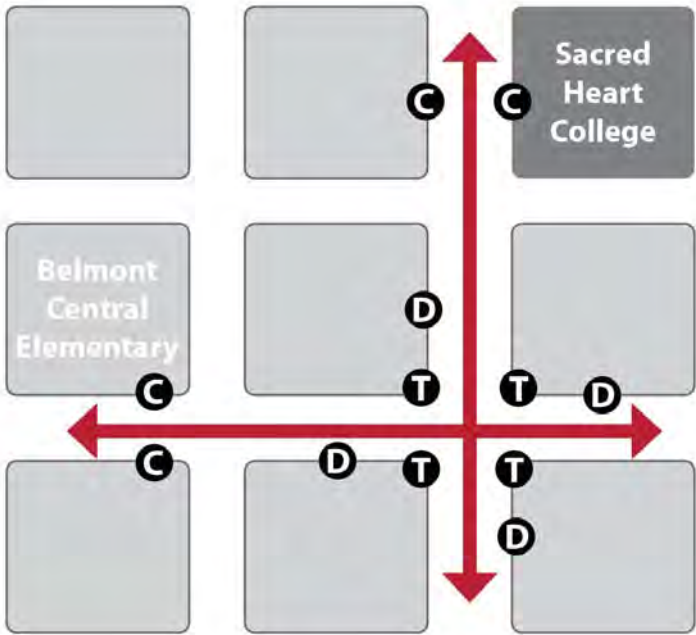 Sacred
Heart
College
C
C
Belmont
Central
Elementary
D
C
T
T
D
C
D
T
T
D